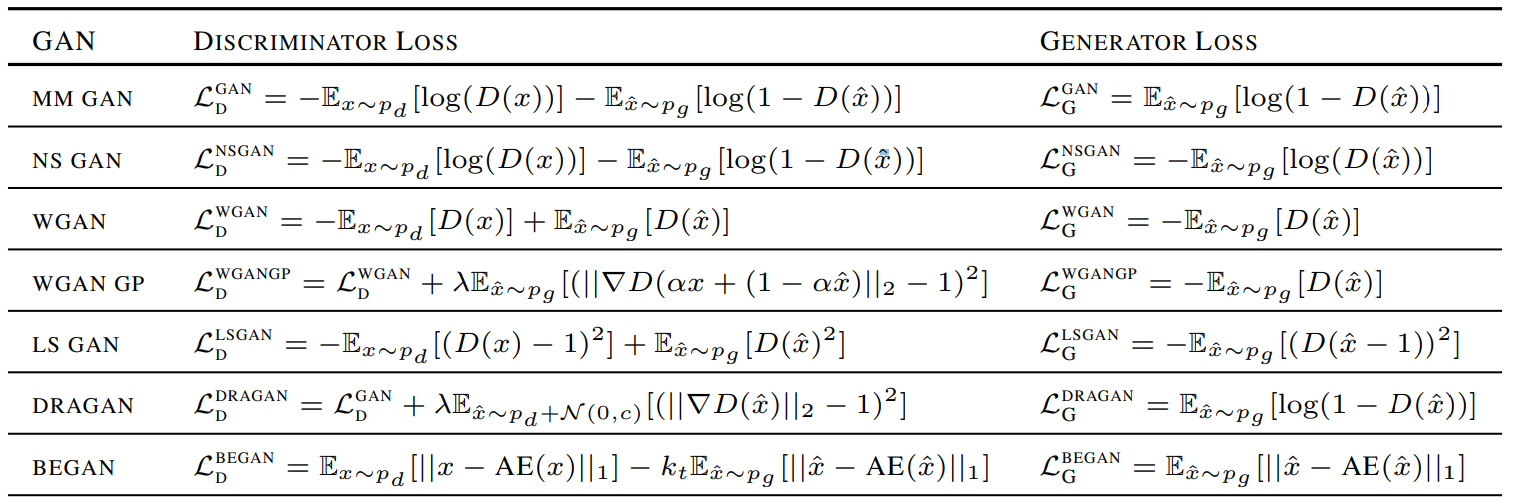 GAN DISCRIMINATOR LOSS GENERATOR LOSS
MM GAN $\mathcal{L}_{\text{D}}^{\text{GAN}} = -\mathbb{E}_{x \sim p_d}[\log(D(x))] - \mathbb{E}_{\hat{x} \sim p_g}[\log(1 - D(\hat{x}))]$ $\mathcal{L}_{\text{G}}^{\text{GAN}} = \mathbb{E}_{\hat{x} \sim p_g}[\log(1 - D(\hat{x}))]$
NS GAN $\mathcal{L}_{\text{D}}^{\text{NSGAN}} = -\mathbb{E}_{x \sim p_d}[\log(D(x))] - \mathbb{E}_{\hat{x} \sim p_g}[\log(1 - D(\hat{x}))]$ $\mathcal{L}_{\text{G}}^{\text{NSGAN}} = -\mathbb{E}_{\hat{x} \sim p_g}[\log(D(\hat{x}))]$
WGAN $\mathcal{L}_{\text{D}}^{\text{WGAN}} = -\mathbb{E}_{x \sim p_d}[D(x)] + \mathbb{E}_{\hat{x} \sim p_g}[D(\hat{x})]$ $\mathcal{L}_{\text{G}}^{\text{WGAN}} = -\mathbb{E}_{\hat{x} \sim p_g}[D(\hat{x})]$
WGAN GP $\mathcal{L}_{\text{D}}^{\text{WGANGP}} = \mathcal{L}_{\text{D}}^{\text{WGAN}} + \lambda\mathbb{E}_{\hat{x} \sim p_g}[(||\nabla D(\alpha x + (1 - \alpha\hat{x})||_2 - 1)^2]$ $\mathcal{L}_{\text{G}}^{\text{WGANGP}} = -\mathbb{E}_{\hat{x} \sim p_g}[D(\hat{x})]$
LS GAN $\mathcal{L}_{\text{D}}^{\text{LSGAN}} = -\mathbb{E}_{x \sim p_d}[(D(x) - 1)^2] + \mathbb{E}_{\hat{x} \sim p_g}[D(\hat{x})^2]$ $\mathcal{L}_{\text{G}}^{\text{LSGAN}} = -\mathbb{E}_{\hat{x} \sim p_g}[(D(\hat{x} - 1))^2]$
DRAGAN $\mathcal{L}_{\text{D}}^{\text{DRAGAN}} = \mathcal{L}_{\text{D}}^{\text{GAN}} + \lambda\mathbb{E}_{\hat{x} \sim p_d + \mathcal{N}(0,c)}[(||\nabla D(\hat{x})||_2 - 1)^2]$ $\mathcal{L}_{\text{G}}^{\text{DRAGAN}} = \mathbb{E}_{\hat{x} \sim p_g}[\log(1 - D(\hat{x}))]$
BEGAN $\mathcal{L}_{\text{D}}^{\text{BEGAN}} = \mathbb{E}_{x \sim p_d}[||x - \text{AE}(x)||_1] - k_t\mathbb{E}_{\hat{x} \sim p_g}[||\hat{x} - \text{AE}(\hat{x})||_1]$ $\mathcal{L}_{\text{G}}^{\text{BEGAN}} = \mathbb{E}_{\hat{x} \sim p_g}[||\hat{x} - \text{AE}(\hat{x})||_1]$